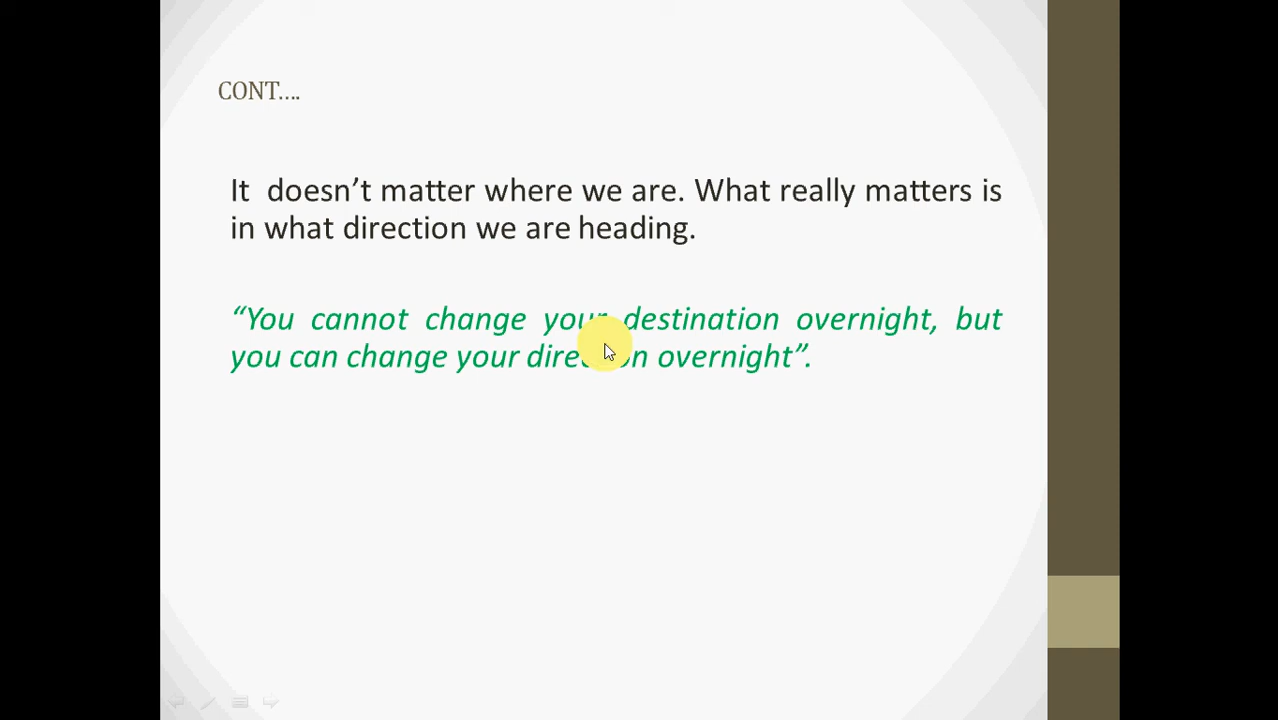 CONT....
It doesn’t matter where we are. What really matters is
in what direction we are heading.
“You cannot change your destination overnight, but
you can change your direction overnight”.